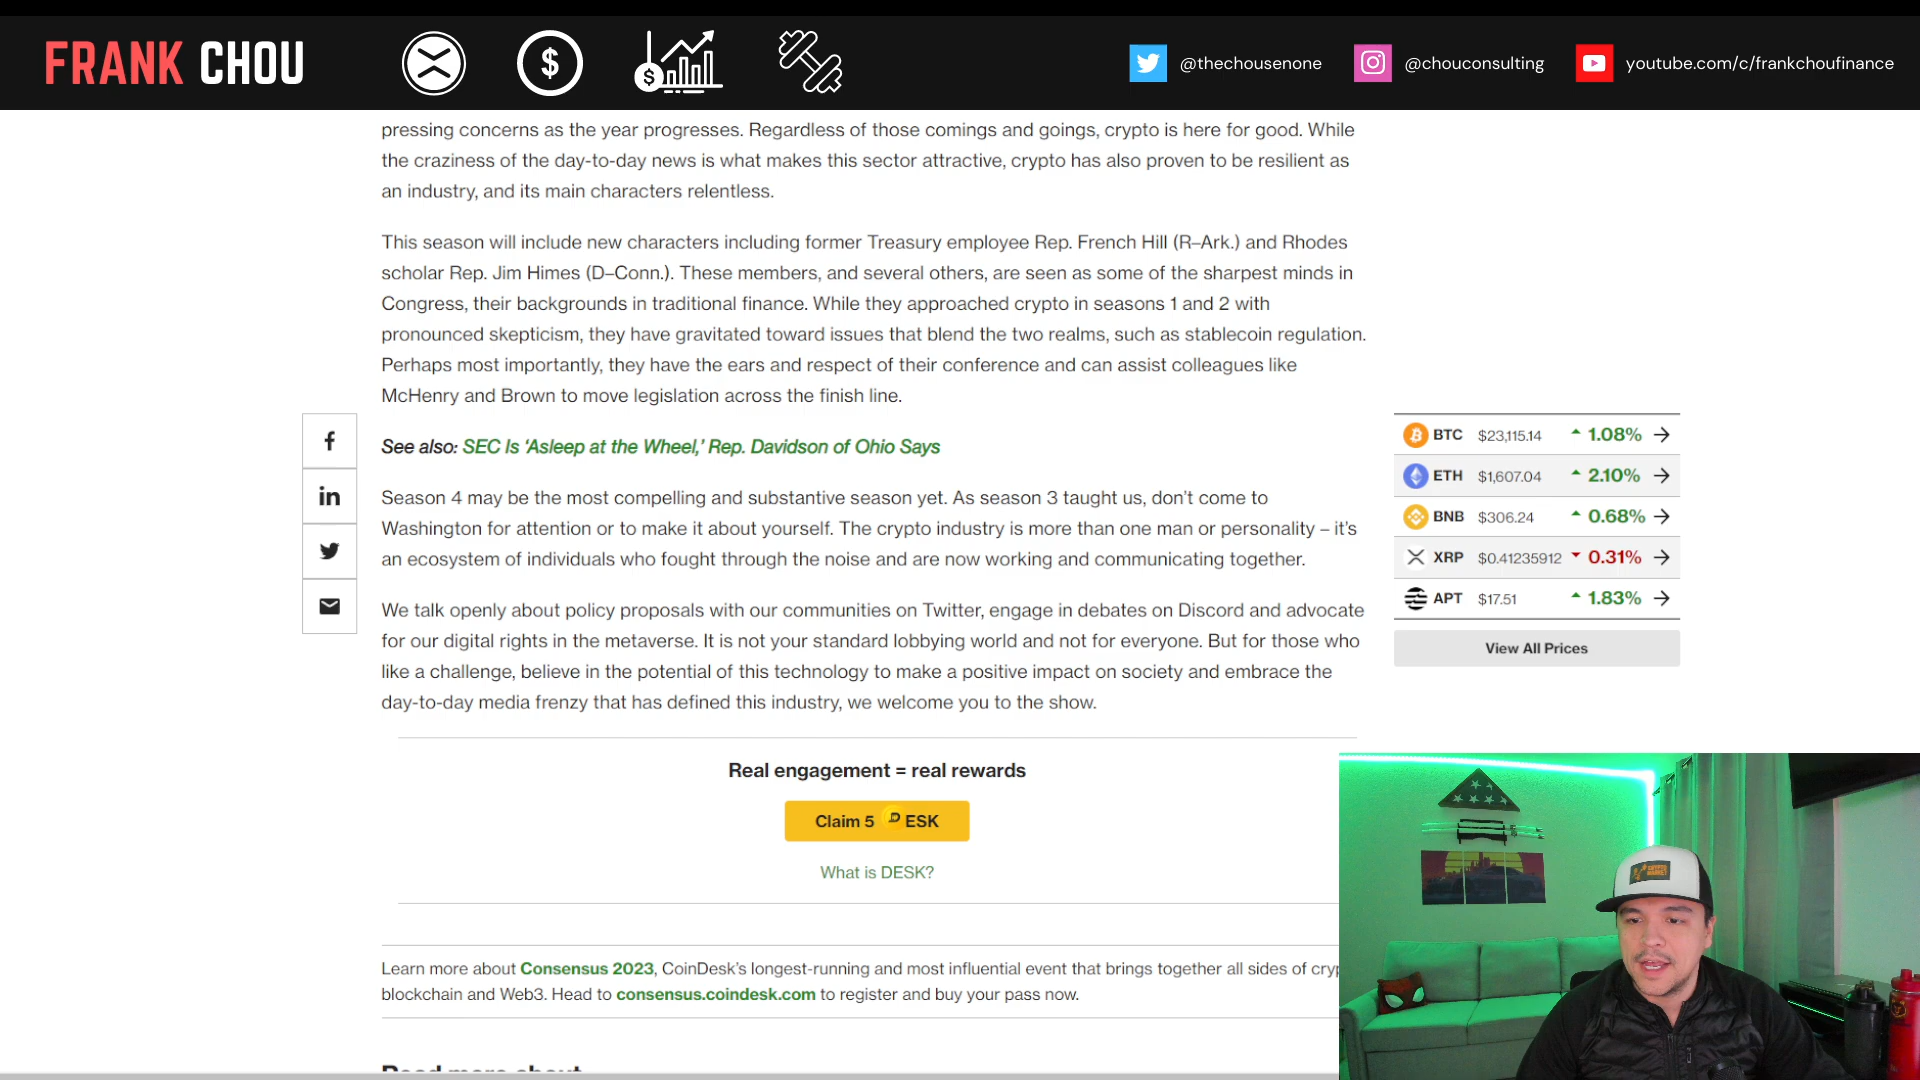 FRANK CHOU
@thechousenone
@chouconsulting
youtube.com/c/frankchoufinance
pressing concerns as the year progresses. Regardless of those comings and goings, crypto is here for good. While
the craziness of the day-to-day news is what makes this sector attractive, crypto has also proven to be resilient as
an industry, and its main characters relentless.
This season will include new characters including former Treasury employee Rep. French Hill (R–Ark.) and Rhodes
scholar Rep. Jim Himes (D–Conn.). These members, and several others, are seen as some of the sharpest minds in
Congress, their backgrounds in traditional finance. While they approached crypto in seasons 1 and 2 with
pronounced skepticism, they have gravitated toward issues that blend the two realms, such as stablecoin regulation.
Perhaps most importantly, they have the ears and respect of their conference and can assist colleagues like
McHenry and Brown to move legislation across the finish line.
See also: SEC Is ‘Asleep at the Wheel,’ Rep. Davidson of Ohio Says
Season 4 may be the most compelling and substantive season yet. As season 3 taught us, don’t come to
Washington for attention or to make it about yourself. The crypto industry is more than one man or personality – it’s
an ecosystem of individuals who fought through the noise and are now working and communicating together.
We talk openly about policy proposals with our communities on Twitter, engage in debates on Discord and advocate
for our digital rights in the metaverse. It is not your standard lobbying world and not for everyone. But for those who
like a challenge, believe in the potential of this technology to make a positive impact on society and embrace the
day-to-day media frenzy that has defined this industry, we welcome you to the show.
BTC $23,115.14 1.08%
ETH $1,607.04 2.10%
BNB $306.24 0.68%
XRP $0.41235912 0.31%
APT $17.51 1.83%
View All Prices
Real engagement = real rewards
Claim 5 DESK
What is DESK?
Learn more about Consensus 2023, CoinDesk’s longest-running and most influential event that brings together all sides of cryp
blockchain and Web3. Head to consensus.coindesk.com to register and buy your pass now.
Read more about